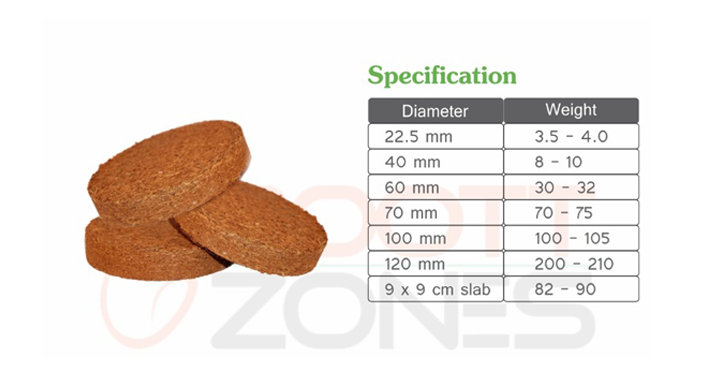 Specification
Diameter Weight
22.5 mm 3.5 - 4.0
40 mm 8 - 10
60 mm 30 - 32
70 mm 70 - 75
100 mm 100 - 105
120 mm 200 - 210
9 x 9 cm slab 82 - 90
ZONES